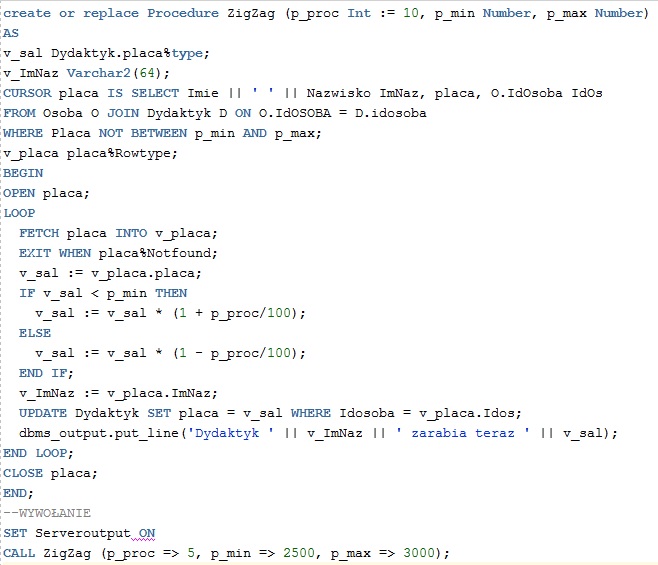 create or replace Procedure ZigZag (p_proc Int := 10, p_min Number, p_max Number)
AS
v_sal Dydaktyk.placa%type;
v_ImNaz Varchar2(64);
CURSOR placa IS SELECT Imie || ' ' || Nazwisko ImNaz, placa, O.IdOsoba IdOs
FROM Osoba O JOIN Dydaktyk D ON O.IdOSOBA = D.idosoba
WHERE Placa NOT BETWEEN p_min AND p_max;
v_placa placa%Rowtype;
BEGIN
OPEN placa;
LOOP
  FETCH placa INTO v_placa;
  EXIT WHEN placa%Notfound;
  v_sal := v_placa.placa;
  IF v_sal < p_min THEN
    v_sal := v_sal * (1 + p_proc/100);
  ELSE
    v_sal := v_sal * (1 - p_proc/100);
  END IF;
  v_ImNaz := v_placa.ImNaz;
  UPDATE Dydaktyk SET placa = v_sal WHERE Idosoba = v_placa.Idos;
  dbms_output.put_line('Dydaktyk ' || v_ImNaz || ' zarabia teraz ' || v_sal);
END LOOP;
CLOSE placa;
END;
--WYWOŁANIE
SET Serveroutput ON
CALL ZigZag (p_proc => 5, p_min => 2500, p_max => 3000);